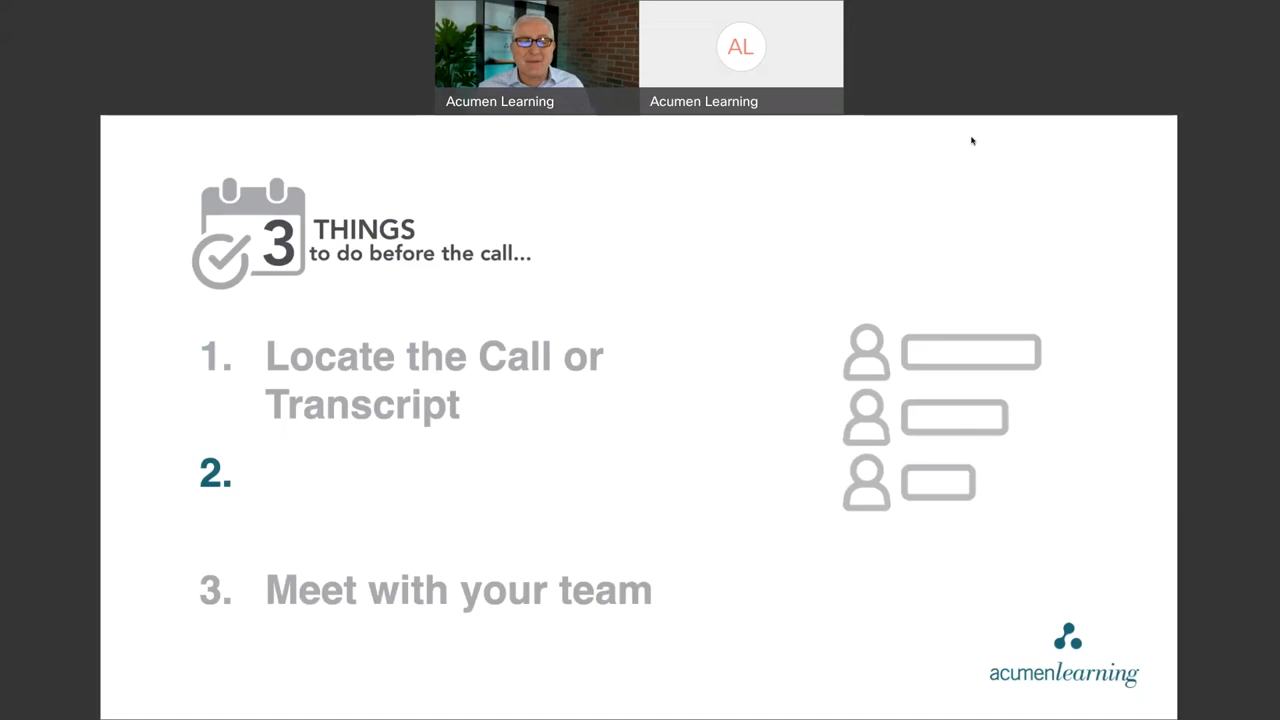 AL
Acumen Learning
Acumen Learning
3 THINGS
to do before the call...
1. Locate the Call or
Transcript
2.
3. Meet with your team
acumenlearning